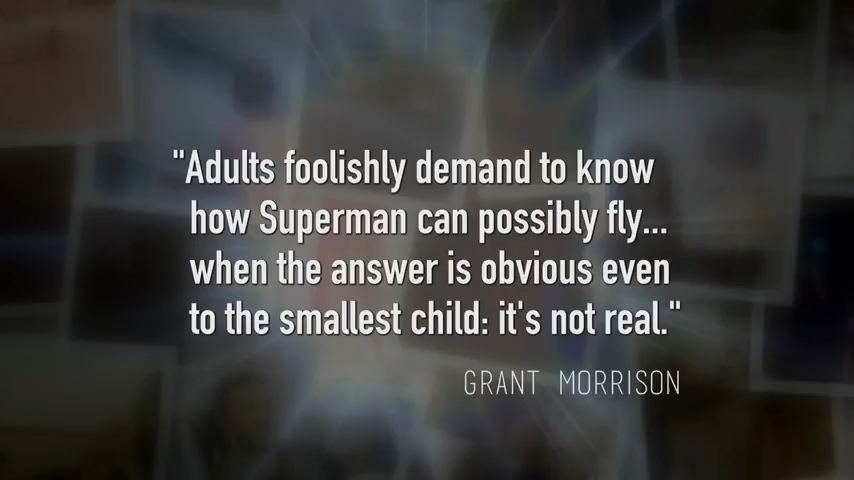 "Adults foolishly demand to know
how Superman can possibly fly...
when the answer is obvious even
to the smallest child: it's not real."
GRANT MORRISON